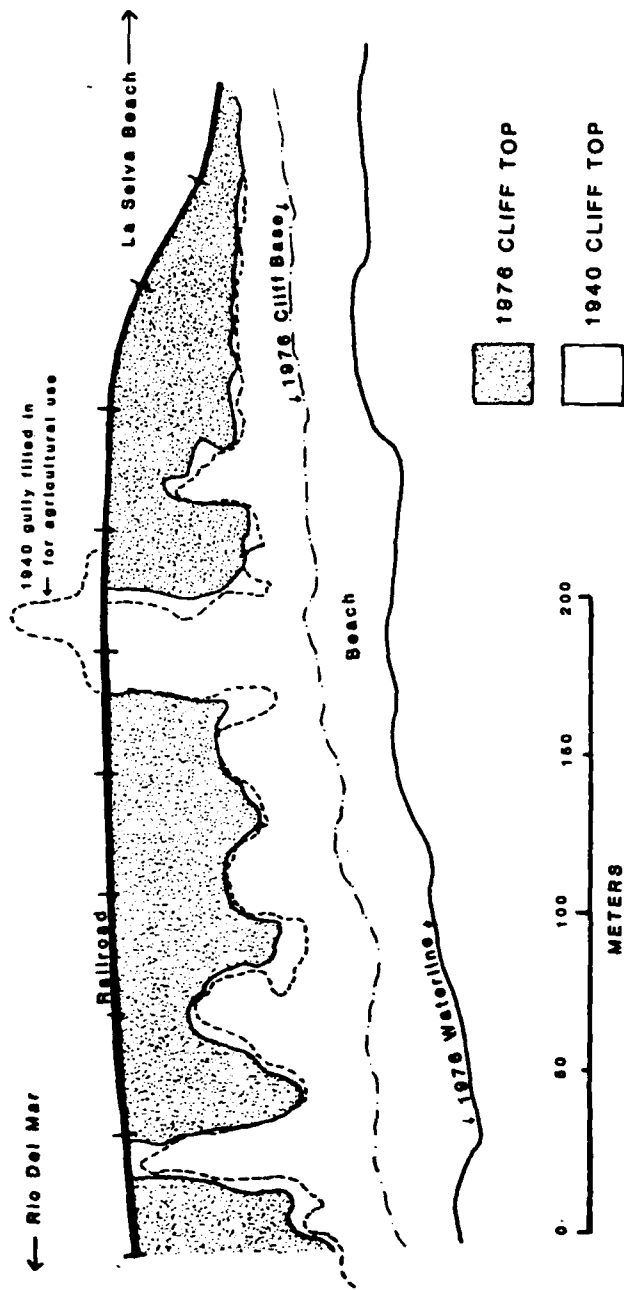 ← Rio Del Mar
La Selva Beach →
1940 gully filled in
← for agricultural use
Railroad
1976 Cliff Base
Beach
1976 Waterline
1976 CLIFF TOP
1940 CLIFF TOP
0 50 100 150 200
METERS